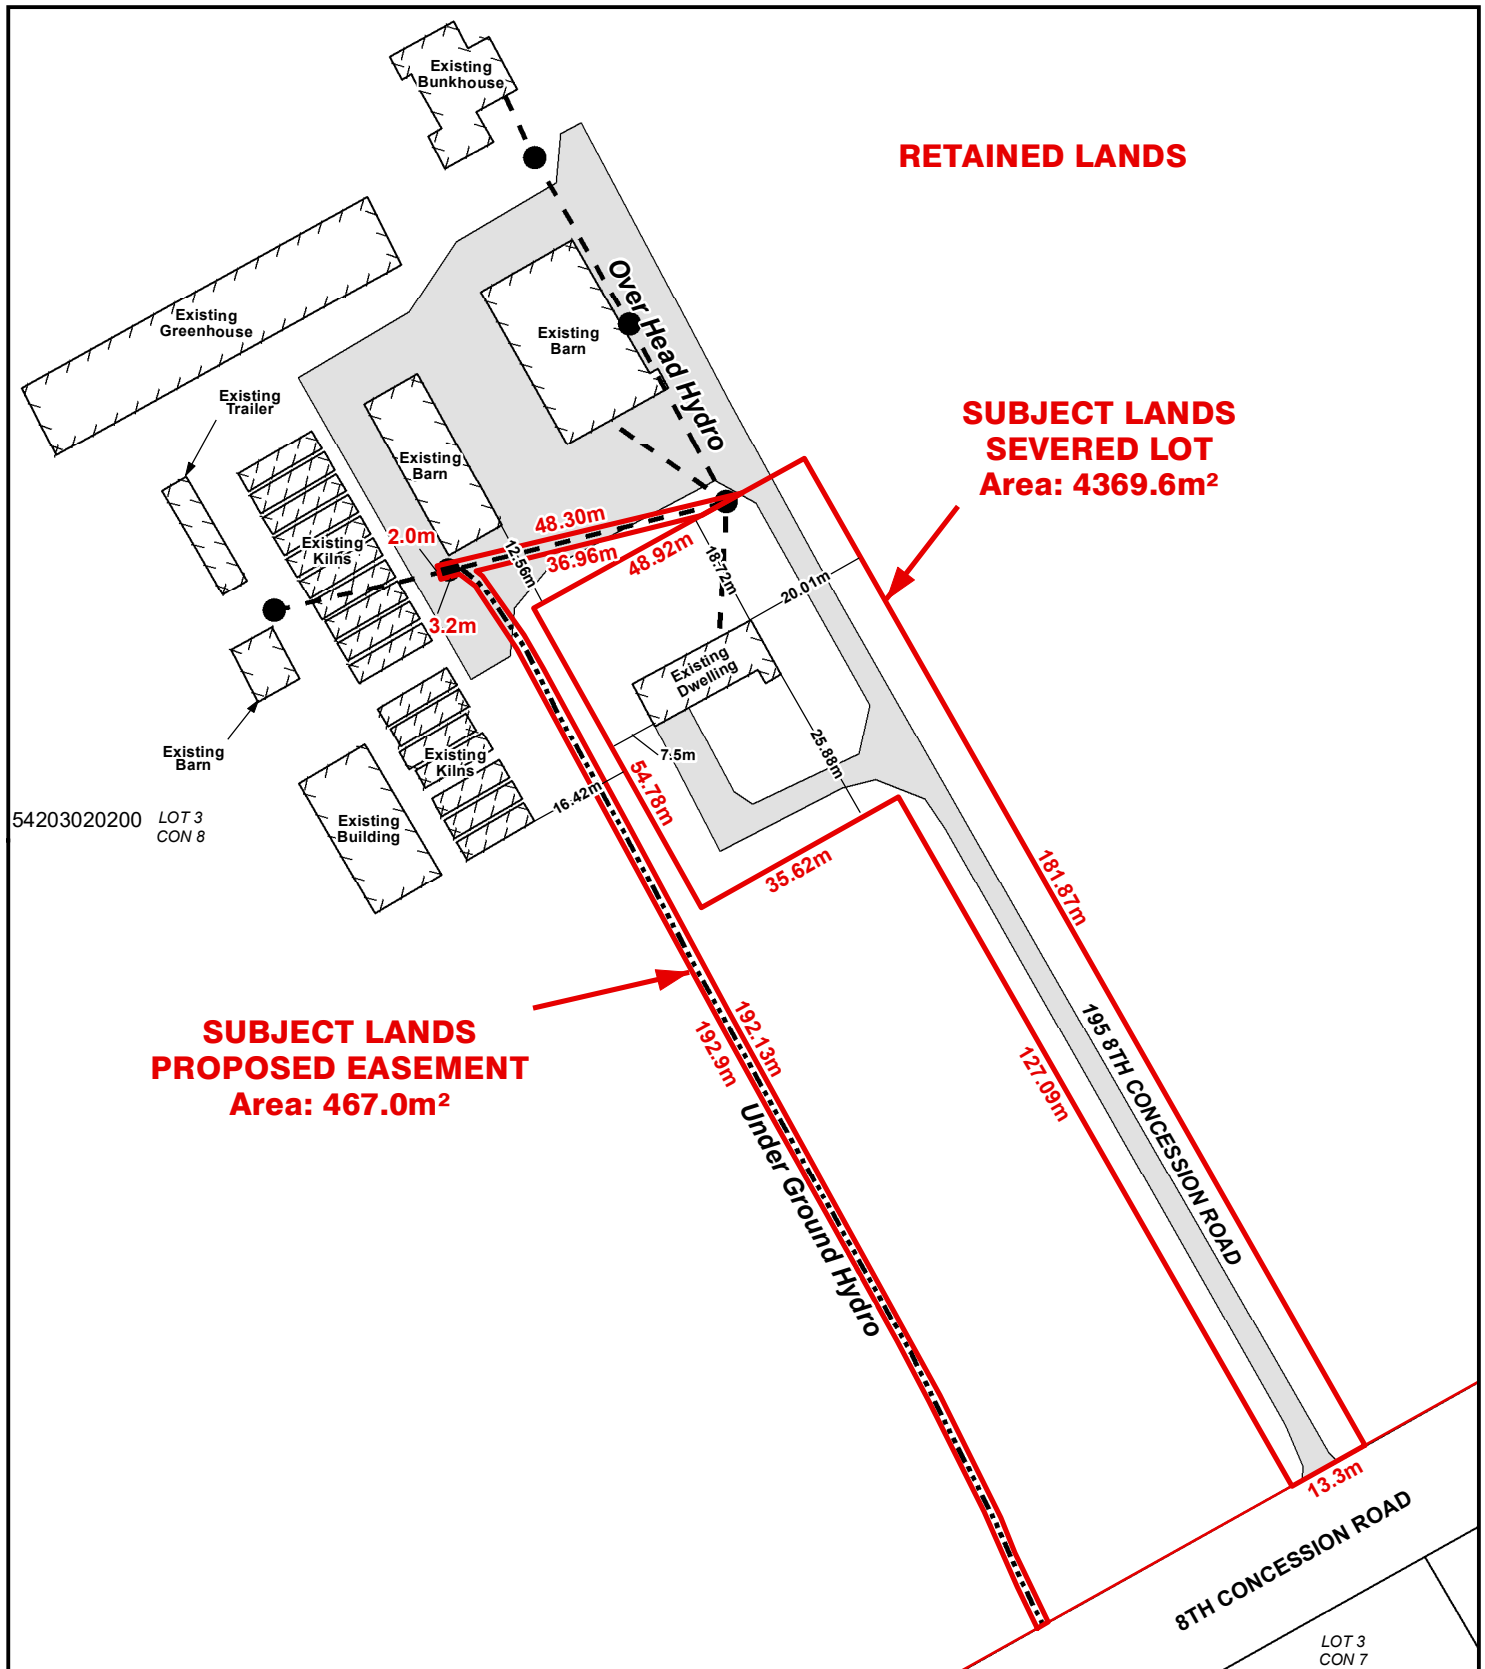 Existing
Bunkhouse
RETAINED LANDS
Existing
Greenhouse
Over Head Hydro
Existing
Barn
Existing
Trailer
SUBJECT LANDS
SEVERED LOT
Area: 4369.6m²
Existing
Barn
48.30m
2.0m
12.56m
36.96m
48.92m
18.72m
20.01m
Existing
Kilns
3.2m
Existing
Dwelling
Existing
Barn
7.5m
25.88m
Existing
Kilns
54.78m
16.42m
54203020200
LOT 3
CON 8
Existing
Building
35.62m
181.87m
SUBJECT LANDS
PROPOSED EASEMENT
Area: 467.0m²
192.13m
192.9m
127.09m
195 8TH CONCESSION ROAD
Under Ground Hydro
13.3m
8TH CONCESSION ROAD
LOT 3
CON 7